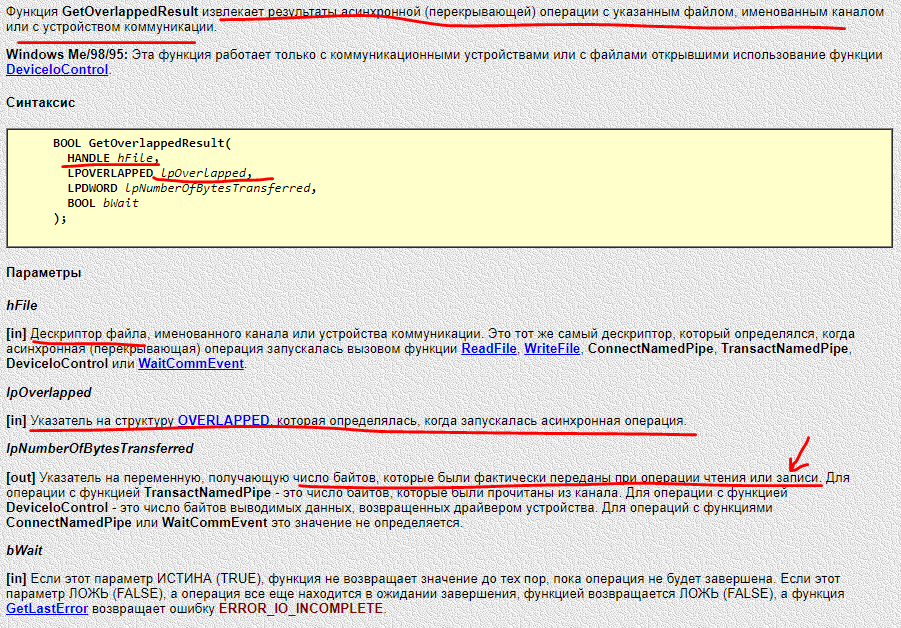 Функция GetOverlappedResult извлекает результаты асинхронной (перекрывающей) операции с указанным файлом, именованным каналом
или с устройством коммуникации.
Windows Me/98/95: Эта функция работает только с коммуникационными устройствами или с файлами открывшими использование функции
DeviceIoControl.
Синтаксис
BOOL GetOverlappedResult(
HANDLE hFile,
LPOVERLAPPED lpOverlapped,
LPDWORD lpNumberOfBytesTransferred,
BOOL bWait
);
Параметры
hFile
[in] Дескриптор файла, именованного канала или устройства коммуникации. Это тот же самый дескриптор, который определялся, когда
асинхронная (перекрывающая) операция запускалась вызовом функции ReadFile, WriteFile, ConnectNamedPipe, TransactNamedPipe,
DeviceIoControl или WaitCommEvent.
lpOverlapped
[in] Указатель на структуру OVERLAPPED, которая определялась, когда запускалась асинхронная операция.
lpNumberOfBytesTransferred
[out] Указатель на переменную, получающую число байтов, которые были фактически переданы при операции чтения или записи. Для
операции с функцией TransactNamedPipe - это число байтов, которые были прочитаны из канала. Для операции с функцией
DeviceIoControl - это число байтов выводимых данных, возвращенных драйвером устройства. Для операций с функциями
ConnectNamedPipe или WaitCommEvent это значение не определяется.
bWait
[in] Если этот параметр ИСТИНА (TRUE), функция не возвращает значение до тех пор, пока операция не будет завершена. Если этот
параметр ЛОЖЬ (FALSE), а операция все еще находится в ожидании завершения, функцией возвращается ЛОЖЬ (FALSE), а функция
GetLastError возвращает ошибку ERROR_IO_INCOMPLETE.